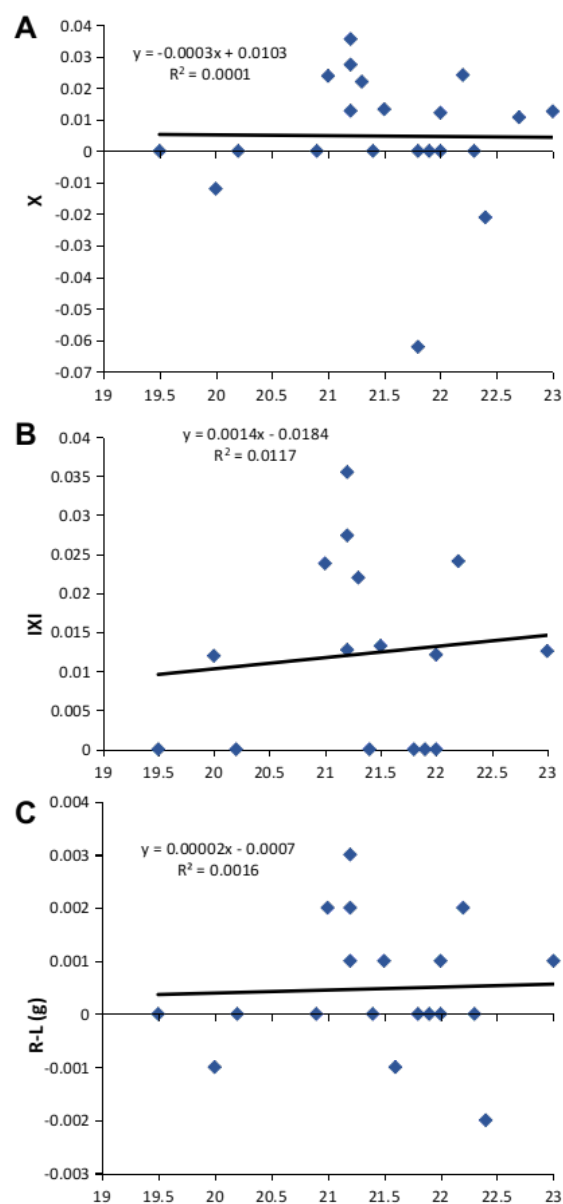 A
y = -0.0003x + 0.0103
R² = 0.0001
0.04
0.03
0.02
0.01
0
-0.01
-0.02
-0.03
-0.04
-0.05
-0.06
-0.07
X
19 19.5 20 20.5 21 21.5 22 22.5 23
B
y = 0.0014x - 0.0184
R² = 0.0117
0.04
0.035
0.03
0.025
0.02
0.015
0.01
0.005
0
IXI
19 19.5 20 20.5 21 21.5 22 22.5 23
C
y = 0.00002x - 0.0007
R² = 0.0016
0.004
0.003
0.002
0.001
0
-0.001
-0.002
-0.003
R-L (g)
19 19.5 20 20.5 21 21.5 22 22.5 23